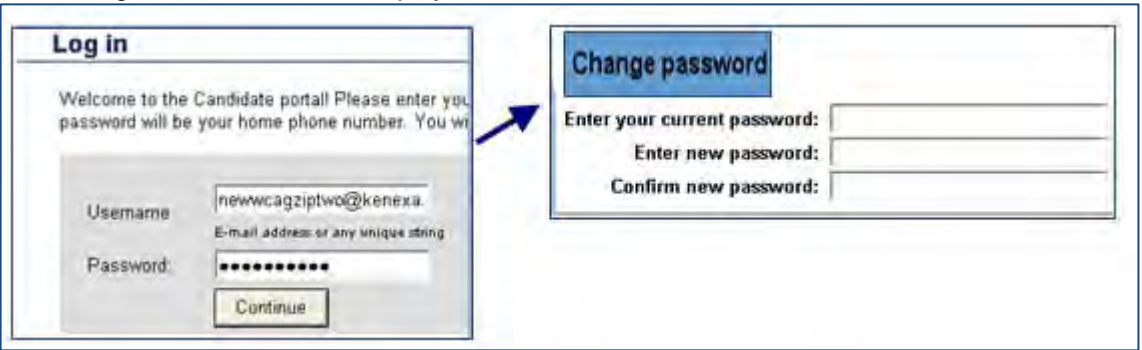 Log in
Welcome to the Candidate portal! Please enter you
password will be your home phone number. You wi
Username
newwcagziptwo@kenexa.
E-mail address or any unique string
Password:
Continue
Change password
Enter your current password:
Enter new password:
Confirm new password: